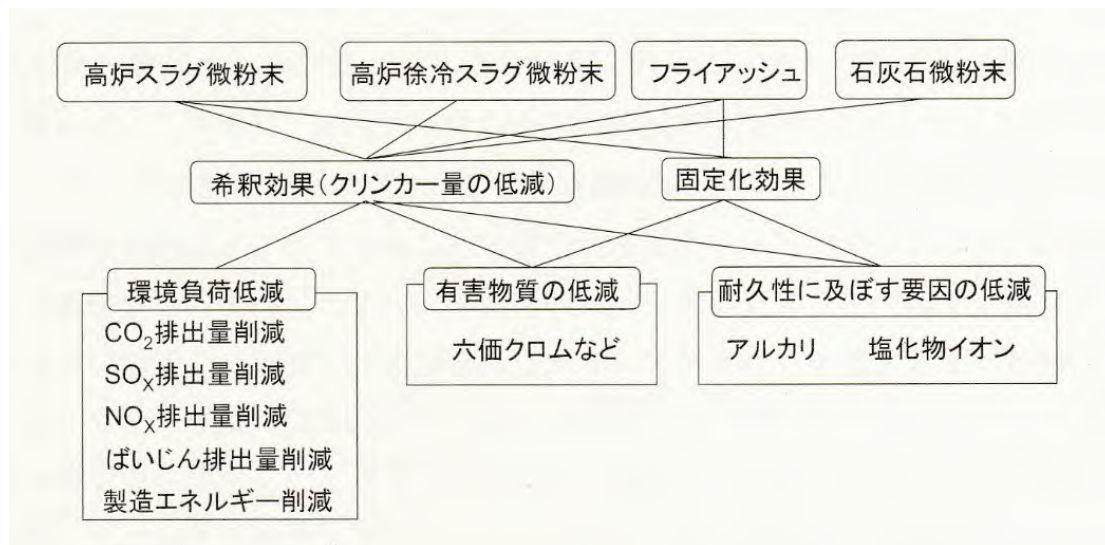 高炉スラグ微粉末
高炉徐冷スラグ微粉末
フライアッシュ
石灰石微粉末
希釈効果(クリンカー量の低減)
固定化効果
環境負荷低減
CO₂排出量削減
SOX排出量削減
NOX排出量削減
ばいじん排出量削減
製造エネルギー削減
有害物質の低減
六価クロムなど
耐久性に及ぼす要因の低減
アルカリ 塩化物イオン